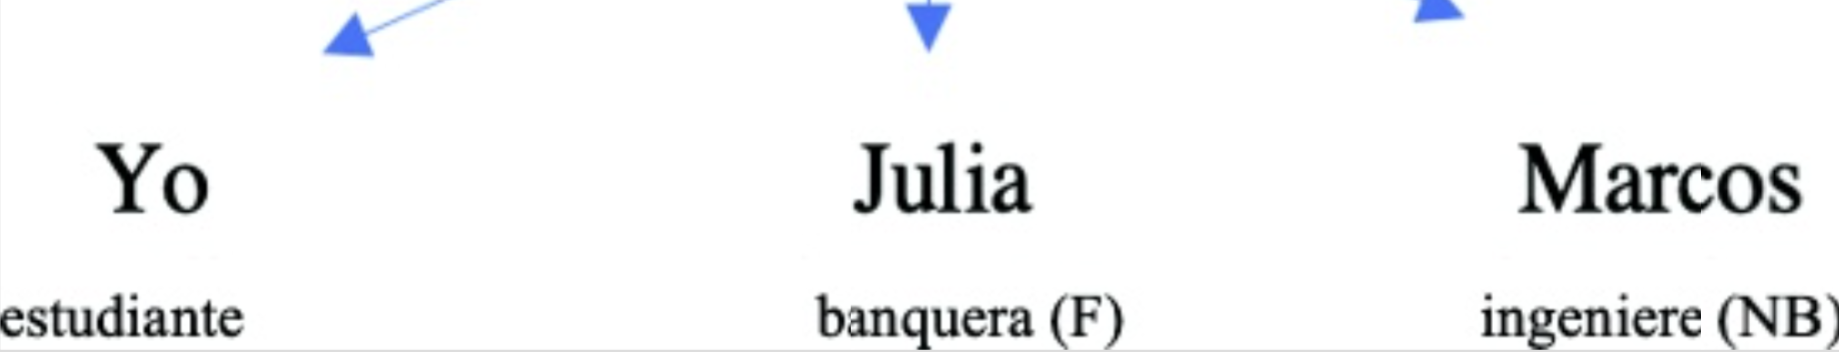 Yo Julia Marcos
estudiante banquera (F) ingeniere (NB)